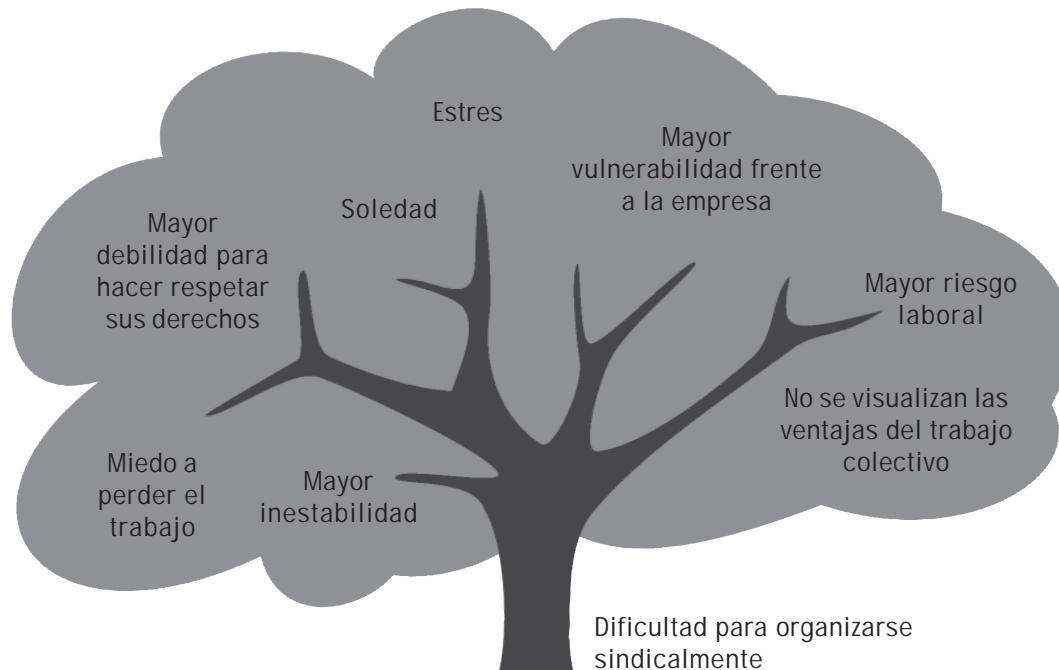 Estres
Mayor
vulnerabilidad frente
a la empresa
Soledad
Mayor
debilidad para
hacer respetar
sus derechos
Mayor riesgo
laboral
No se visualizan las
ventajas del trabajo
colectivo
Miedo a
perder el
trabajo
Mayor
inestabilidad
Dificultad para organizarse
sindicalmente